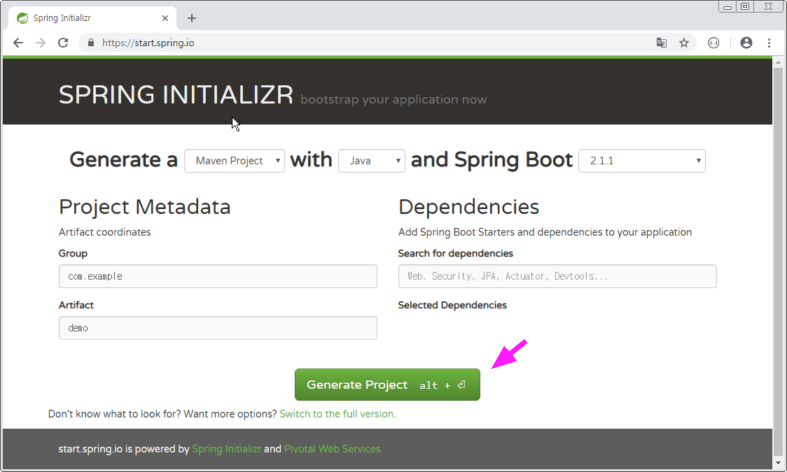 Spring Initializr
https://start.spring.io
SPRING INITIALIZR bootstrap your application now
Generate a Maven Project with Java and Spring Boot 2.1.1
Project Metadata
Artifact coordinates
Group
com.example
Artifact
demo
Dependencies
Add Spring Boot Starters and dependencies to your application
Search for dependencies
Web, Security, JPA, Actuator, Devtools...
Selected Dependencies
Generate Project alt + ⏎
Don't know what to look for? Want more options? Switch to the full version.
start.spring.io is powered by Spring Initializr and Pivotal Web Services